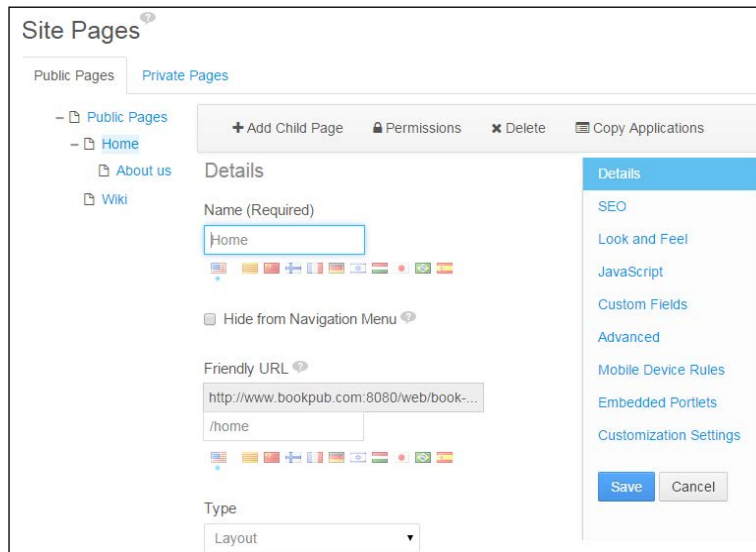 Site Pages
Public Pages
Private Pages
Public Pages
Home
About us
Wiki
Add Child Page
Permissions
Delete
Copy Applications
Details
Name (Required)
Home
Hide from Navigation Menu
Friendly URL
http://www.bookpub.com:8080/web/book-...
/home
Type
Layout
Details
SEO
Look and Feel
JavaScript
Custom Fields
Advanced
Mobile Device Rules
Embedded Portlets
Customization Settings
Save
Cancel